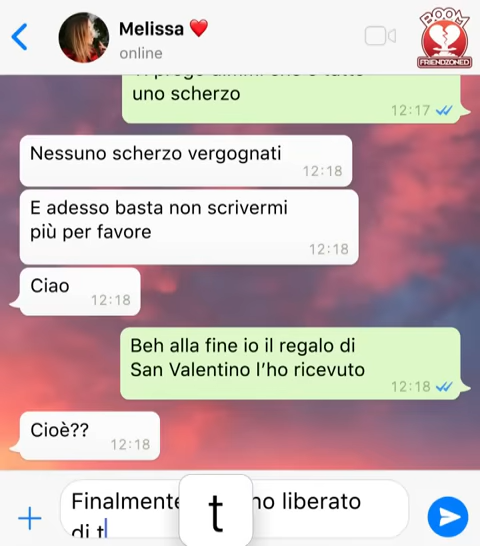 Melissa
online
BOOM
FRIENDZONED
uno scherzo
12:17
Nessuno scherzo vergognati
12:18
E adesso basta non scrivermi
più per favore
12:18
Ciao
12:18
Beh alla fine io il regalo di
San Valentino l’ho ricevuto
12:18
Cioè??
12:18
Finalmente no liberato
di t
t